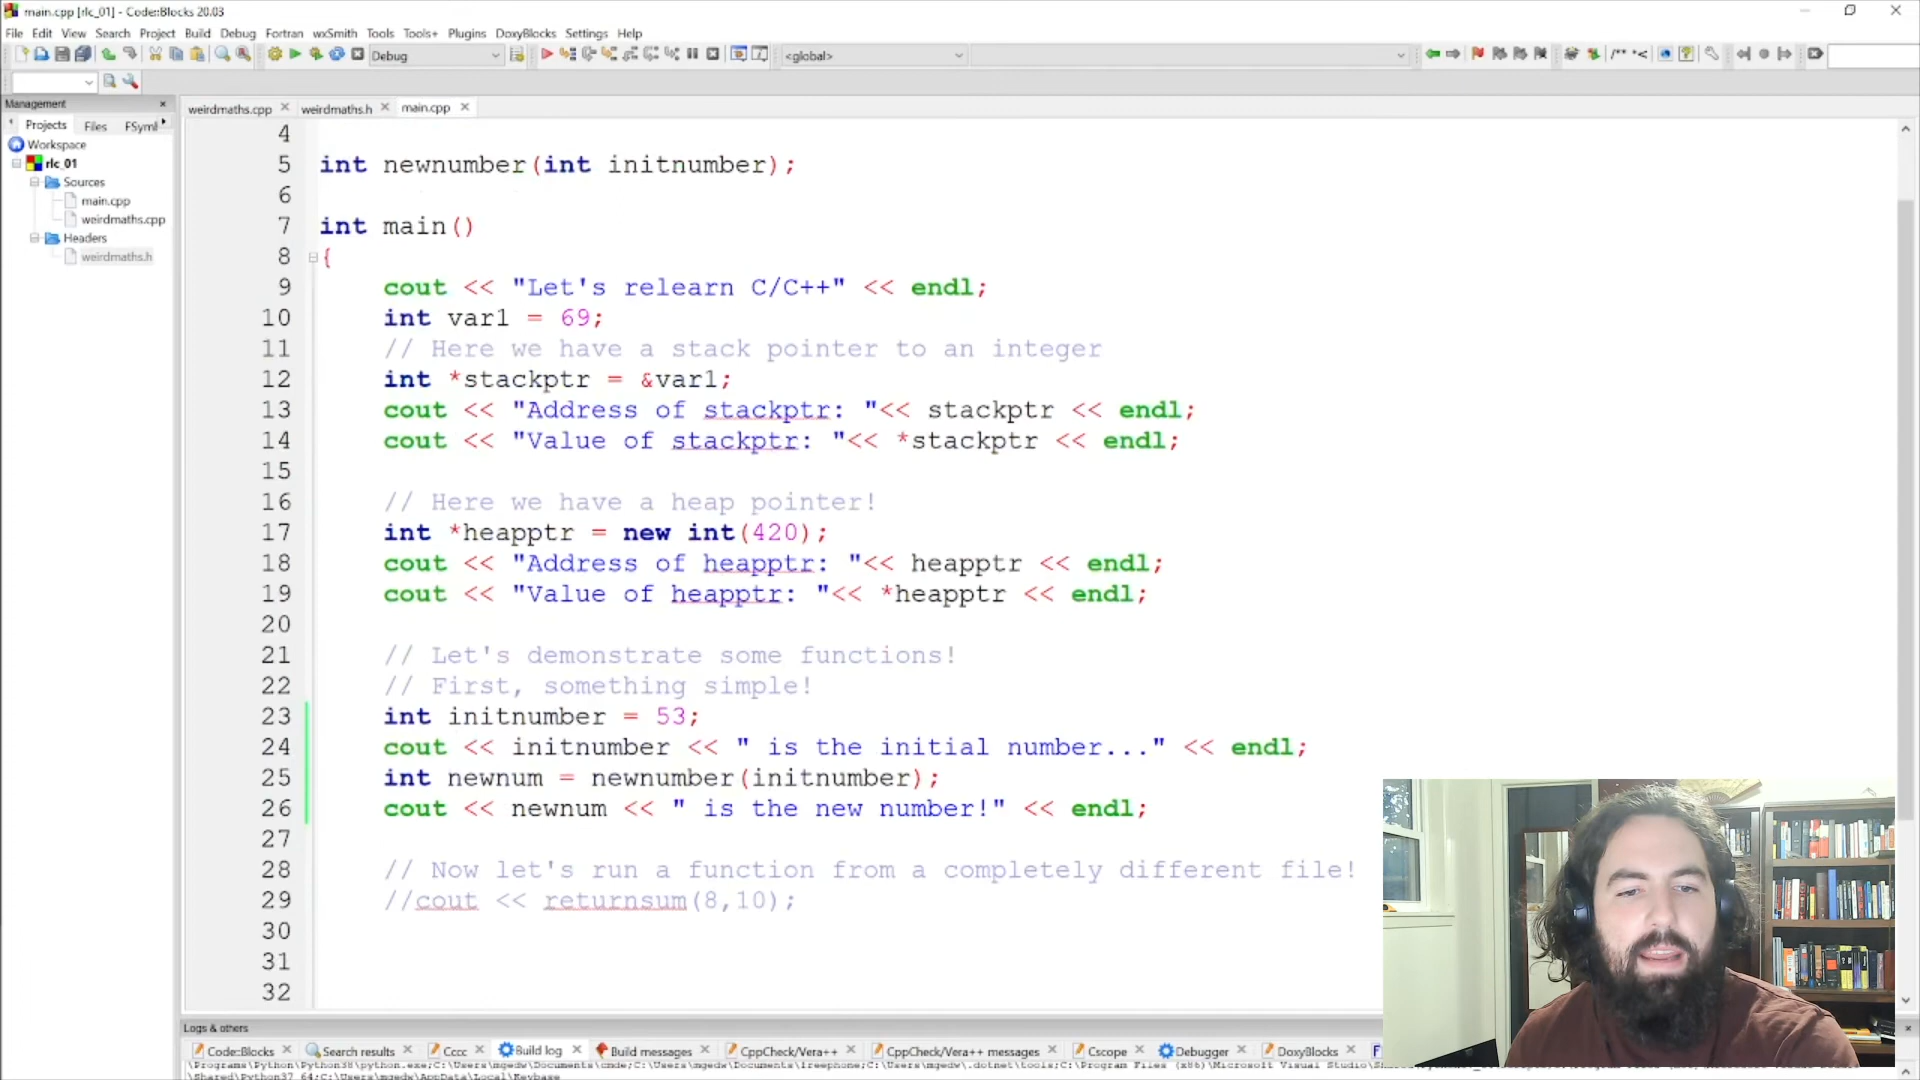 main.cpp [rlc_01] - Code::Blocks 20.03
File Edit View Search Project Build Debug Fortran wxSmith Tools Tools+ Plugins DoxyBlocks Settings Help
Debug <global>
Management
weirdmaths.cpp weirdmaths.h main.cpp
Projects Files FSymb
Workspace
rlc_01
Sources
main.cpp
weirdmaths.cpp
Headers
weirdmaths.h
4
5 int newnumber(int initnumber);
6
7 int main()
8 {
9 cout << "Let's relearn C/C++" << endl;
10 int var1 = 69;
11 // Here we have a stack pointer to an integer
12 int *stackptr = &var1;
13 cout << "Address of stackptr: "<< stackptr << endl;
14 cout << "Value of stackptr: "<< *stackptr << endl;
15
16 // Here we have a heap pointer!
17 int *heapptr = new int(420);
18 cout << "Address of heapptr: "<< heapptr << endl;
19 cout << "Value of heapptr: "<< *heapptr << endl;
20
21 // Let's demonstrate some functions!
22 // First, something simple!
23 int initnumber = 53;
24 cout << initnumber << " is the initial number..." << endl;
25 int newnum = newnumber(initnumber);
26 cout << newnum << " is the new number!" << endl;
27
28 // Now let's run a function from a completely different file!
29 //cout << returnsum(8,10);
30
31
32
Logs & others
Code::Blocks Search results Cccc Build log Build messages CppCheck/Vera++ CppCheck/Vera++ messages Cscope Debugger DoxyBlocks F